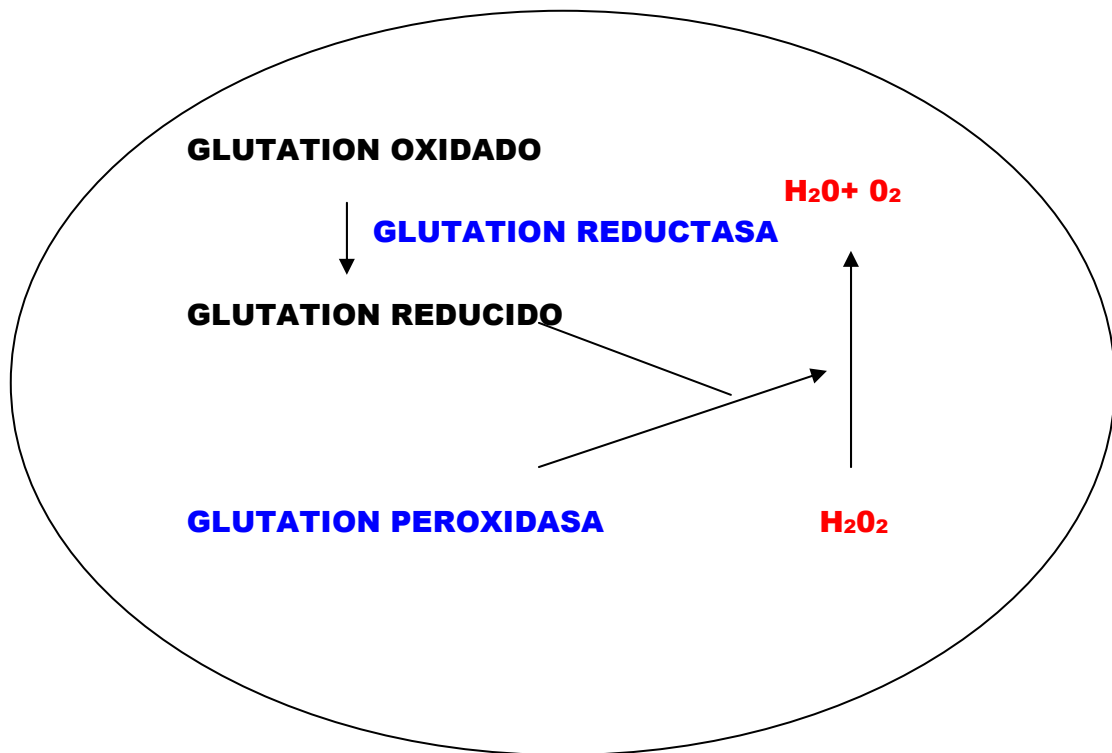 GLUTATION OXIDADO
H₂0+ 0₂
GLUTATION REDUCTASA
GLUTATION REDUCIDO
GLUTATION PEROXIDASA
H₂0₂